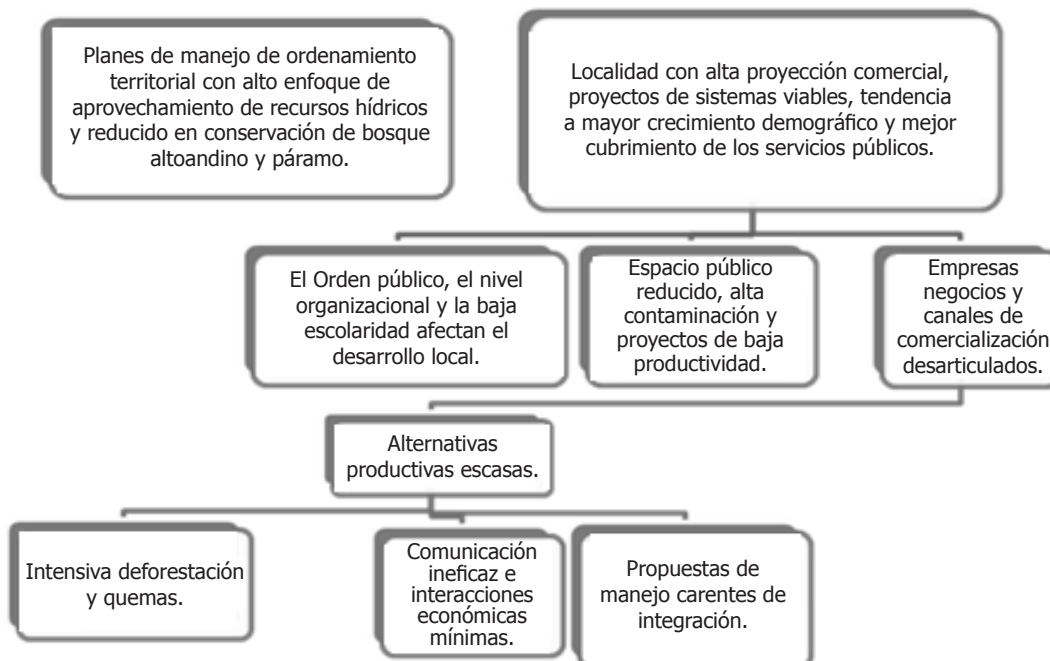 Planes de manejo de ordenamiento
territorial con alto enfoque de
aprovechamiento de recursos hídricos
y reducido en conservación de bosque
altoandino y páramo.
Localidad con alta proyección comercial,
proyectos de sistemas viables, tendencia
a mayor crecimiento demográfico y mejor
cubrimiento de los servicios públicos.
El Orden público, el nivel
organizacional y la baja
escolaridad afectan el
desarrollo local.
Espacio público
reducido, alta
contaminación y
proyectos de baja
productividad.
Empresas
negocios y
canales de
comercialización
desarticulados.
Alternativas
productivas escasas.
Intensiva deforestación
y quemas.
Comunicación
ineficaz e
interacciones
económicas
mínimas.
Propuestas de
manejo carentes de
integración.